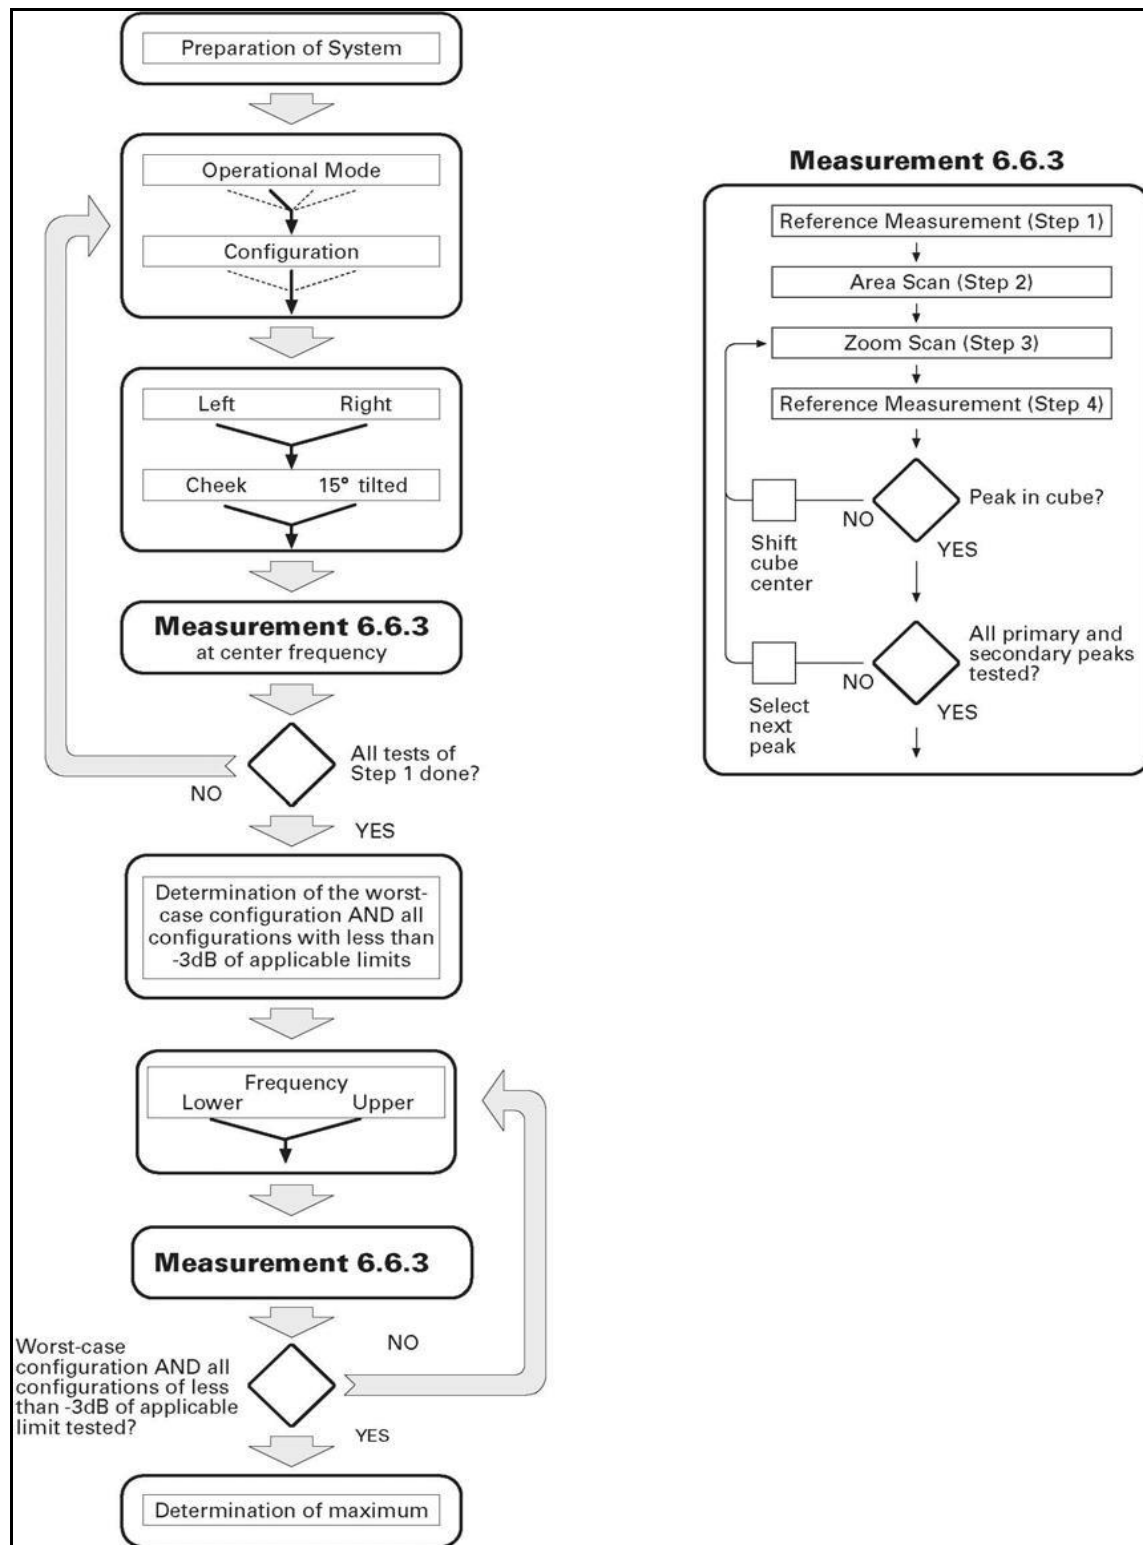 Preparation of System
Operational Mode
Configuration
Left Right
Cheek 15° tilted
Measurement 6.6.3
at center frequency
All tests of
Step 1 done?
NO
YES
Determination of the worst-
case configuration AND all
configurations with less than
-3dB of applicable limits
Frequency
Lower Upper
Measurement 6.6.3
NO
Worst-case
configuration AND all
configurations of less
than -3dB of applicable
limit tested?
YES
Determination of maximum
Measurement 6.6.3
Reference Measurement (Step 1)
Area Scan (Step 2)
Zoom Scan (Step 3)
Reference Measurement (Step 4)
Peak in cube?
NO
Shift
cube
center
YES
All primary and
secondary peaks
tested?
NO
Select
next
peak
YES